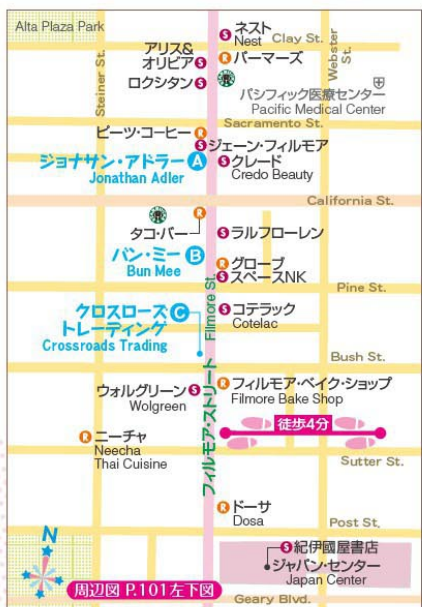 Alta Plaza Park
Steiner St.
ネスト
Nest
Clay St.
Webster
St.
アリス&
オリビア S
R パーマーズ
ロクシタン S
パシフィック医療センター
Pacific Medical Center
Sacramento St.
ピーツ・コーヒー R
S ジェーン・フィルモア
ジョナサン・アドラー A
Jonathan Adler
S クレード
Credo Beauty
California St.
タコ・バー R
S ラルフローレン
バン・ミー B
Bun Mee
R グローブ
S スペースNK
Pine St.
クロスローズ C
トレーディング
Crossroads Trading
S コテラック
Cotelac
Filmore St.
フィルモア・ストリート
Bush St.
ウォルグリーン S
Wolgreen
R フィルモア・ベイク・ショップ
Filmore Bake Shop
徒歩4分
R ニーチャ
Neecha
Thai Cuisine
Sutter St.
R ドーサ
Dosa
Post St.
S 紀伊國屋書店
ジャパン・センター
Japan Center
N
周辺図 P.101左下図
Geary Blvd.